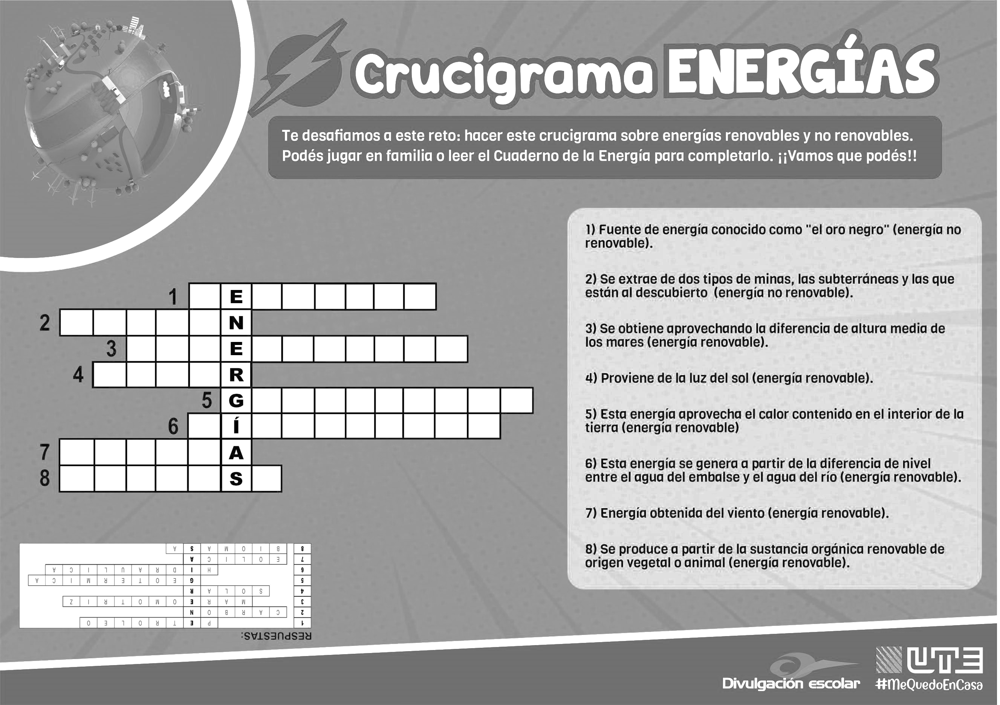 Crucigrama ENERGÍAS
Te desafiamos a este reto: hacer este crucigrama sobre energías renovables y no renovables.
Podés jugar en familia o leer el Cuaderno de la Energía para completarlo. ¡¡Vamos que podés!!
1 E
2 N
3 E
4 R
5 G
6 Í
7 A
8 S
1) Fuente de energía conocido como "el oro negro" (energía no
renovable).
2) Se extrae de dos tipos de minas, las subterráneas y las que
están al descubierto (energía no renovable).
3) Se obtiene aprovechando la diferencia de altura media de
los mares (energía renovable).
4) Proviene de la luz del sol (energía renovable).
5) Esta energía aprovecha el calor contenido en el interior de la
tierra (energía renovable)
6) Esta energía se genera a partir de la diferencia de nivel
entre el agua del embalse y el agua del río (energía renovable).
7) Energía obtenida del viento (energía renovable).
8) Se produce a partir de la sustancia orgánica renovable de
origen vegetal o animal (energía renovable).
RESPUESTAS:
1 P E T R O L E O
2 C A R B O N
3 M A R E O M O T R I Z
4 S O L A R
5 G E O T E R M I C A
6 H I D R A U L I C A
7 E O L I C A
8 B I O M A S A
Divulgación escolar
UTE
#MeQuedoEnCasa